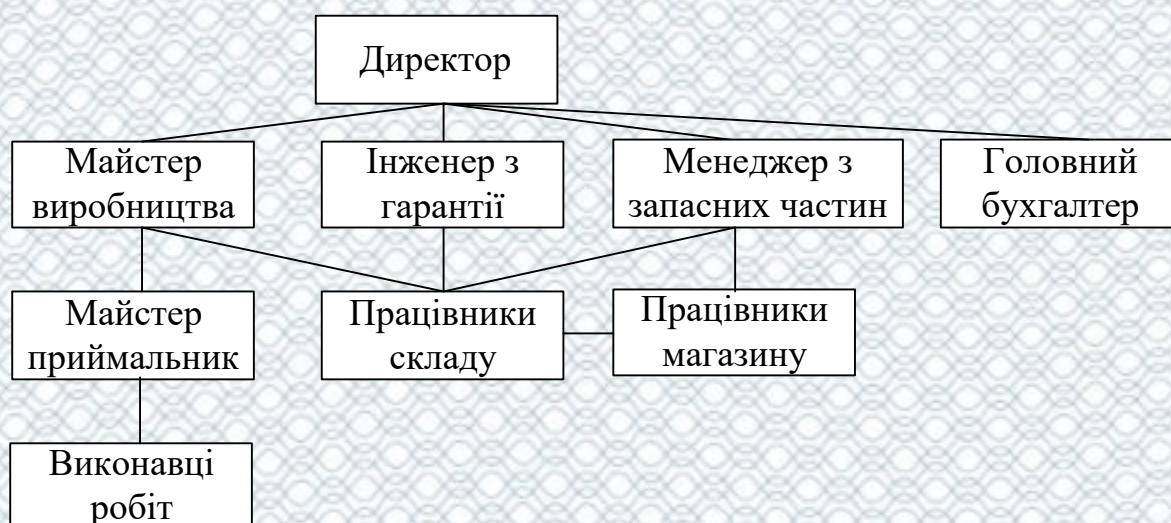 Директор
Майстер
виробництва
Інженер з
гарантії
Менеджер з
запасних частин
Головний
бухгалтер
Майстер
приймальник
Працівники
складу
Працівники
магазину
Виконавці
робіт